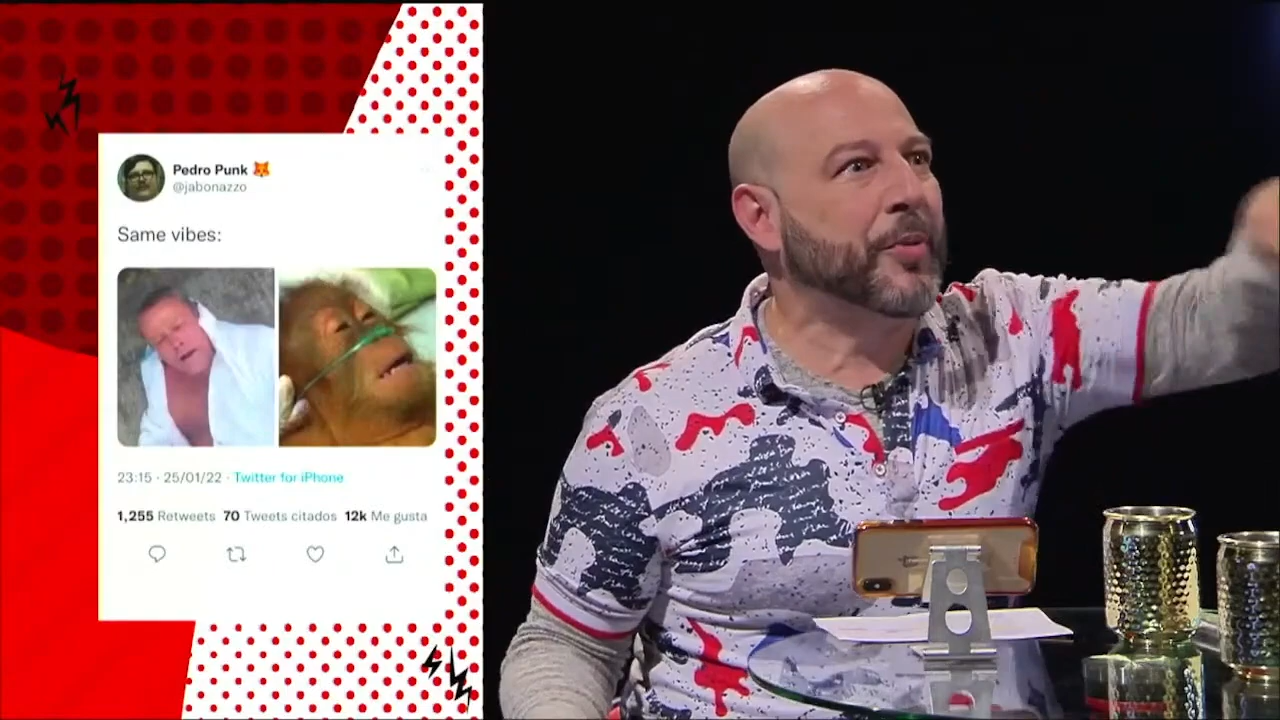 Pedro Punk 🦊
@jabonazzo
Same vibes:
23:15 · 25/01/22 · Twitter for iPhone
1,255 Retweets 70 Tweets citados 12k Me gusta